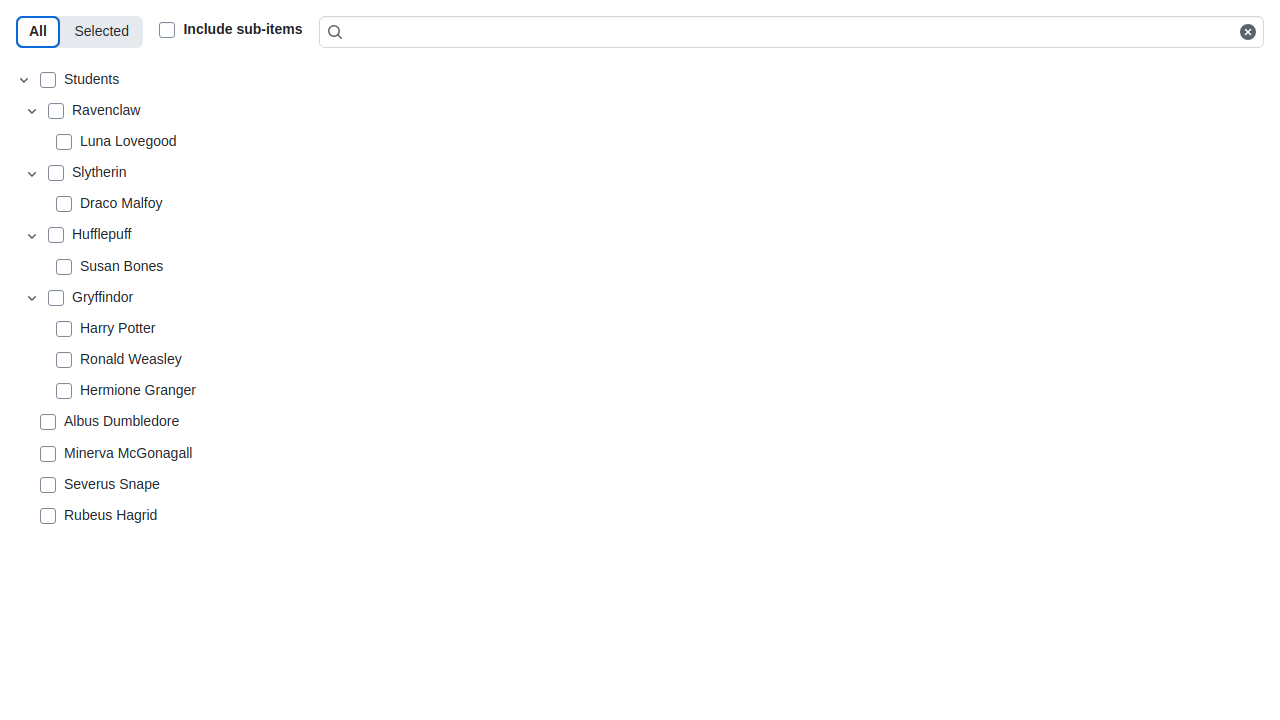 All Selected Include sub-items
Students
Ravenclaw
Luna Lovegood
Slytherin
Draco Malfoy
Hufflepuff
Susan Bones
Gryffindor
Harry Potter
Ronald Weasley
Hermione Granger
Albus Dumbledore
Minerva McGonagall
Severus Snape
Rubeus Hagrid